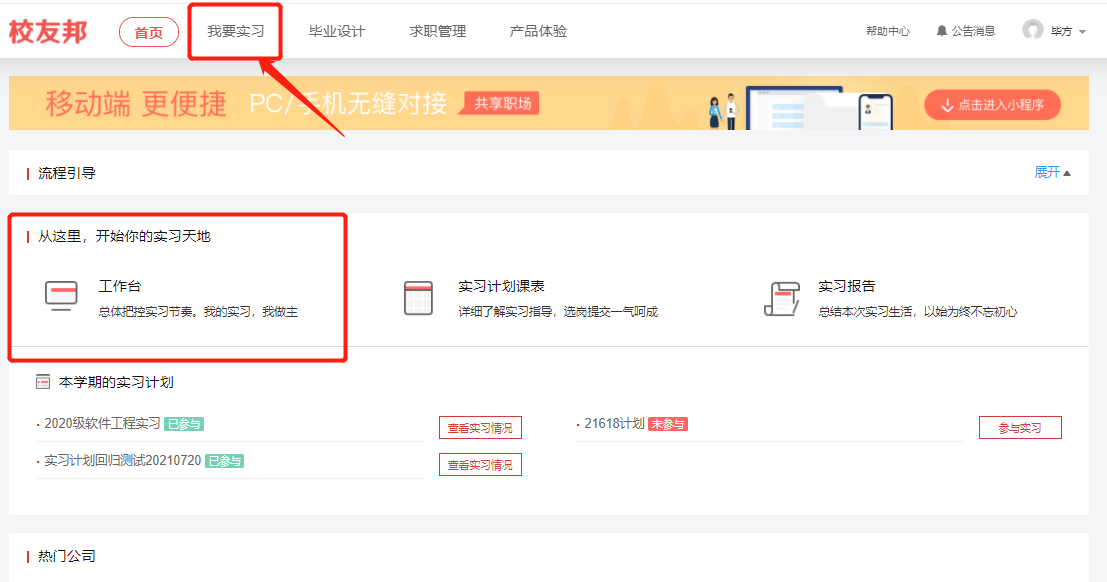 校友邦 首页 我要实习 毕业设计 求职管理 产品体验 帮助中心 公告消息 毕方
移动端 更便捷 PC/手机无缝对接 共享职场 点击进入小程序
流程引导 展开
从这里，开始你的实习天地
工作台 实习计划课表 实习报告
总体把控实习节奏。我的实习，我做主 详细了解实习指导，选岗提交一气呵成 总结本次实习生活，以始为终不忘初心
本学期的实习计划
2020级软件工程实习 已参与 查看实习情况 21618计划 未参与 参与实习
实习计划回归测试20210720 已参与 查看实习情况
热门公司